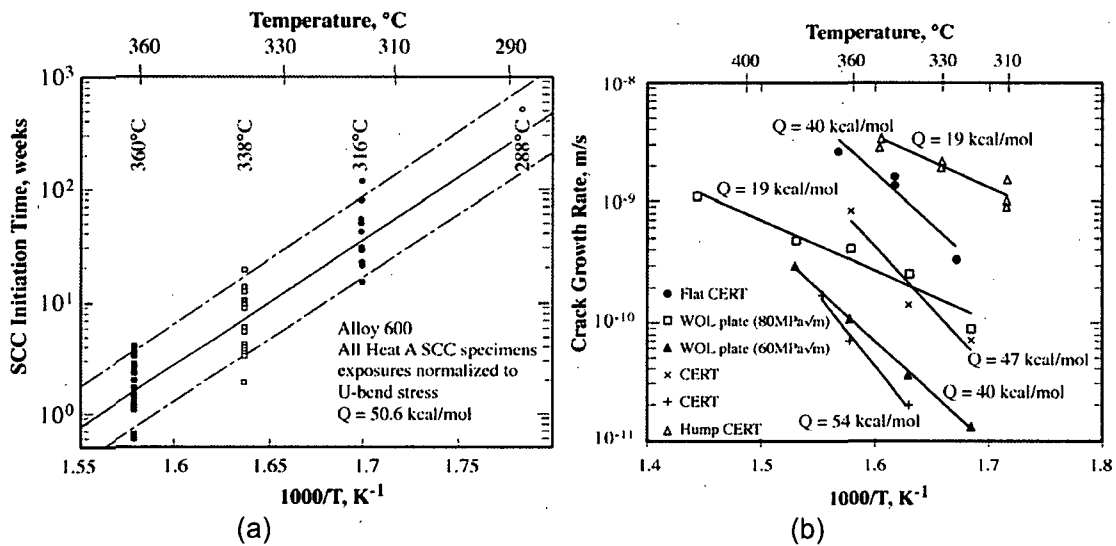 Temperature, °C
360 330 310 290
SCC Initiation Time, weeks
10³
10²
10¹
10⁰
360°C
338°C
316°C
288°C
Alloy 600
All Heat A SCC specimens
exposures normalized to
U-bend stress
Q = 50.6 kcal/mol
1.55 1.6 1.65 1.7 1.75
1000/T, K⁻¹
(a)
Temperature, °C
400 360 330 310
Crack Growth Rate, m/s
10⁻⁸
10⁻⁹
10⁻¹⁰
10⁻¹¹
Q = 40 kcal/mol
Q = 19 kcal/mol
Q = 19 kcal/mol
Flat CERT
WOL plate (80MPa√m)
WOL plate (60MPa√m)
CERT
CERT
Hump CERT
Q = 47 kcal/mol
Q = 40 kcal/mol
Q = 54 kcal/mol
1.4 1.5 1.6 1.7 1.8
1000/T, K⁻¹
(b)